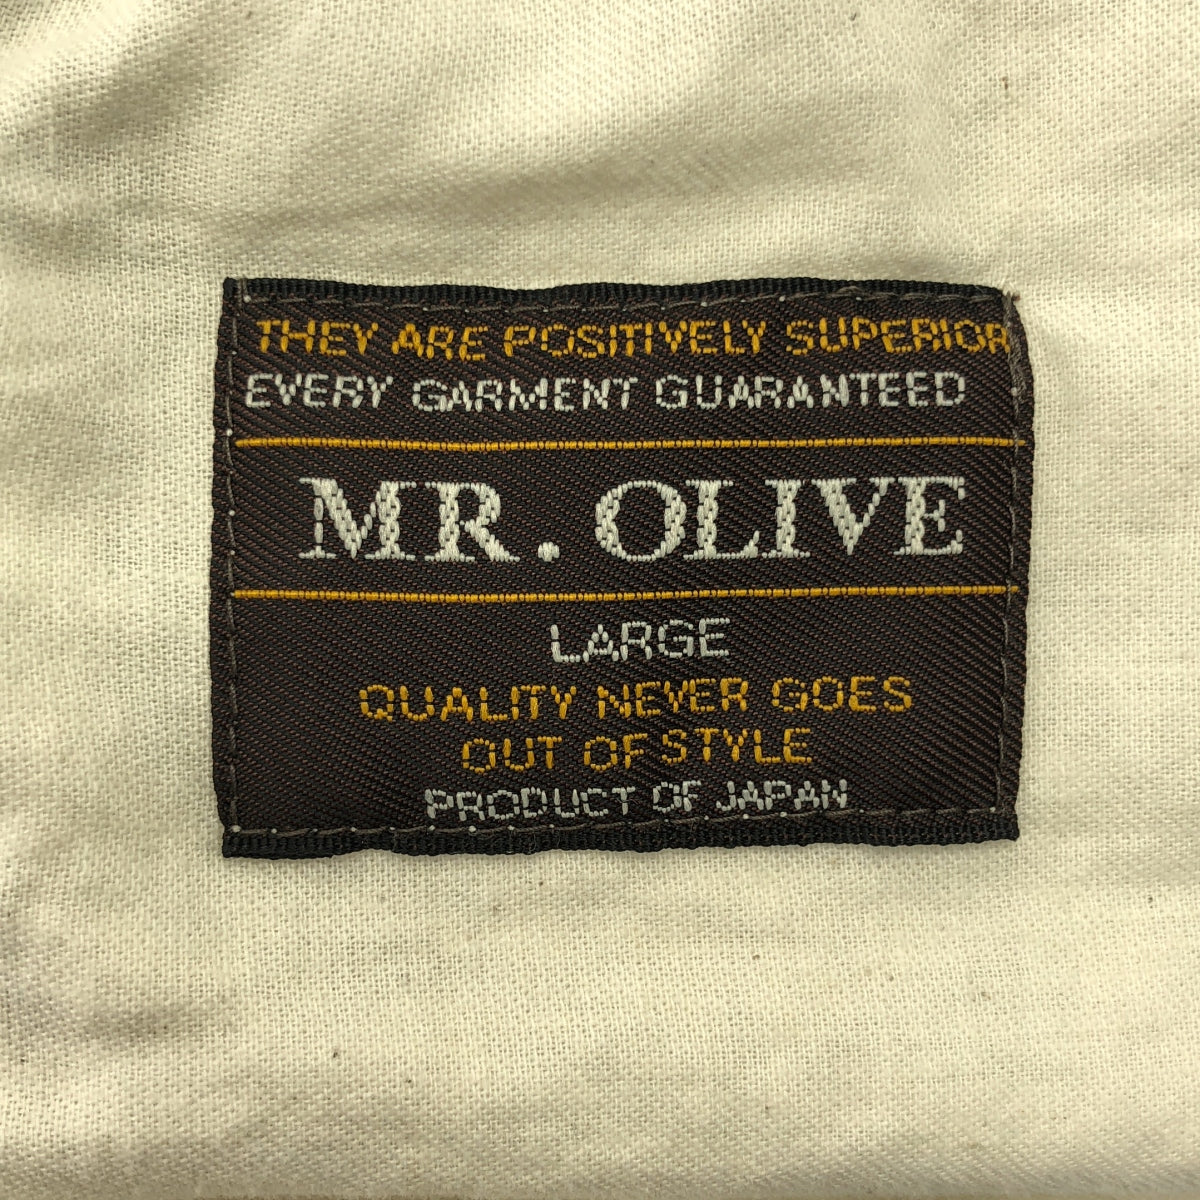 THEY ARE POSITIVELY SUPERIOR
EVERY GARMENT GUARANTEED
MR. OLIVE
LARGE
QUALITY NEVER GOES
OUT OF STYLE
PRODUCT OF JAPAN